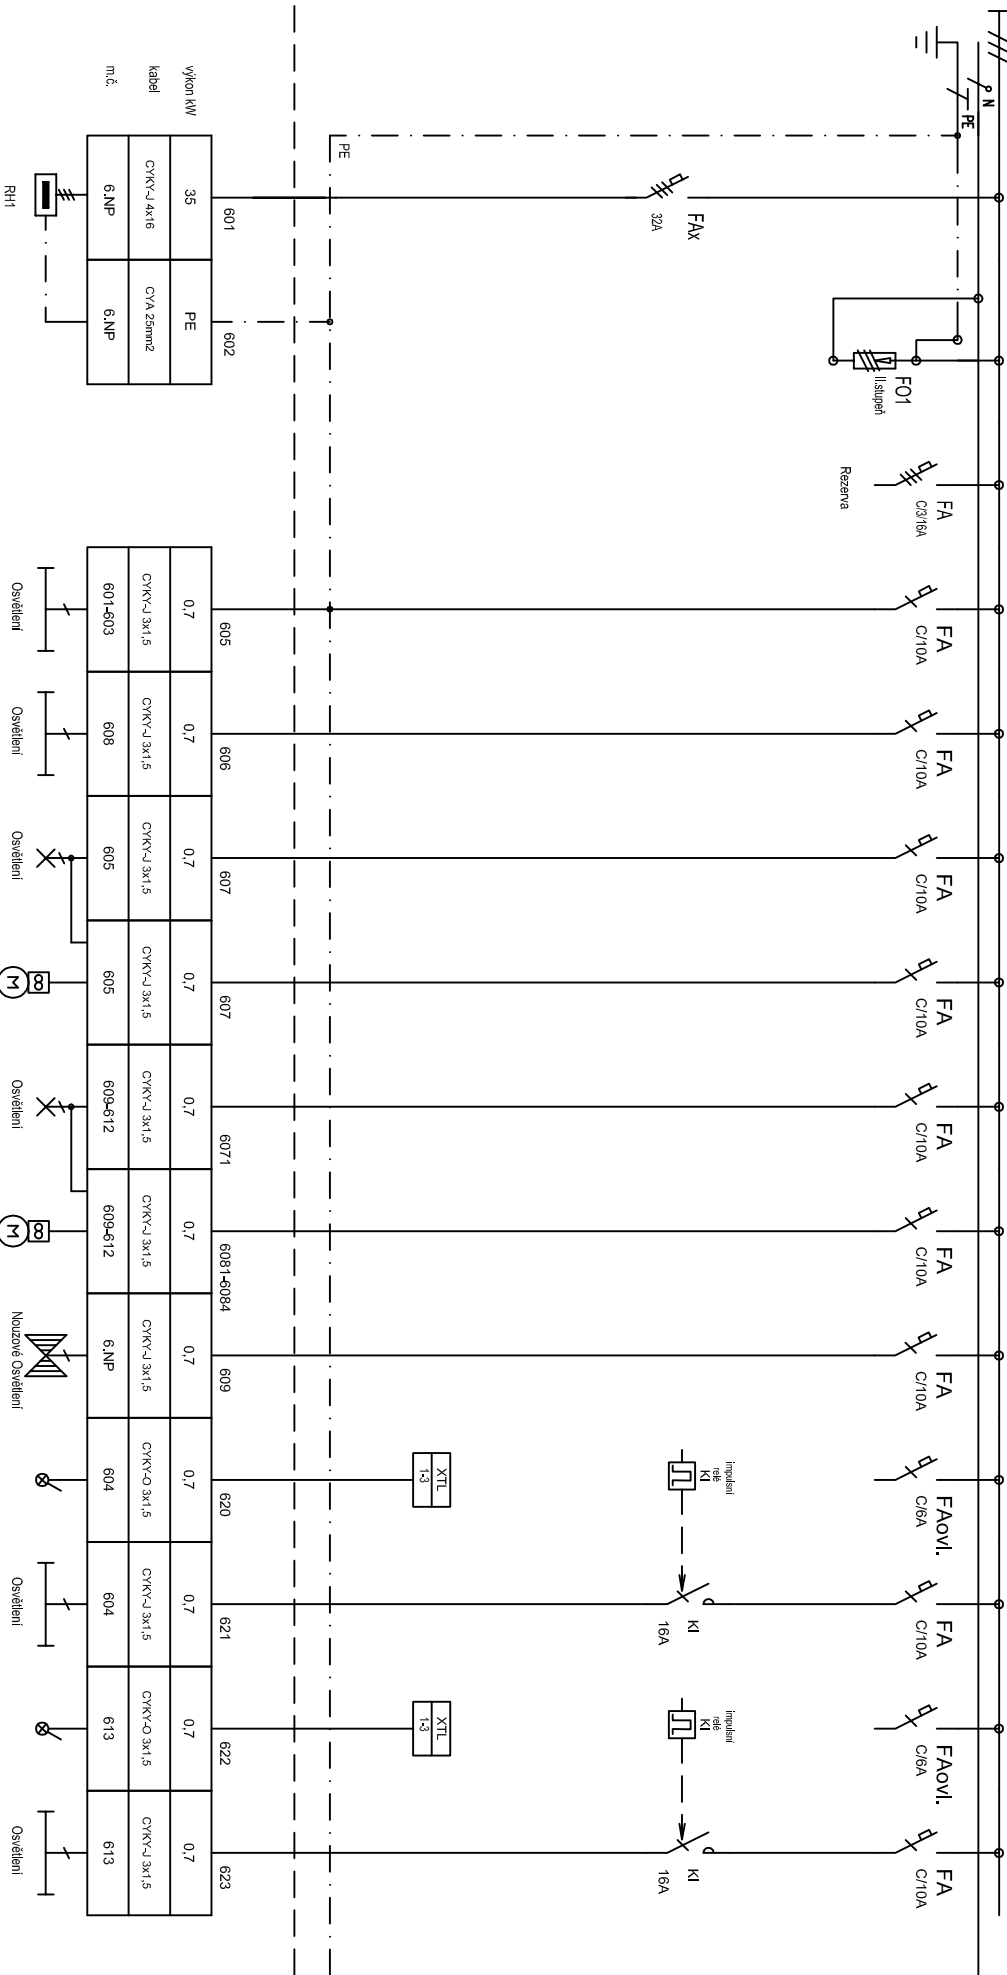 N
PE
FAx
32A
FO1
II.stupeň
FA
C/3/16A
Rezerva
FA
C/10A
FA
C/10A
FA
C/10A
FA
C/10A
FA
C/10A
FA
C/10A
FA
C/10A
FAovl.
C/6A
FA
C/10A
FAovl.
C/6A
FA
C/10A
impulsní
relé
KI
KI
16A
impulsní
relé
KI
KI
16A
XTL
1-3
XTL
1-3
PE
601
602
605
606
607
607
6071
6081-6084
609
620
621
622
623
výkon kW
35
PE
0,7
0,7
0,7
0,7
0,7
0,7
0,7
0,7
0,7
0,7
0,7
kabel
CYKY-J 4x16
CYA 25mm2
CYKY-J 3x1,5
CYKY-J 3x1,5
CYKY-J 3x1,5
CYKY-J 3x1,5
CYKY-J 3x1,5
CYKY-J 3x1,5
CYKY-J 3x1,5
CYKY-O 3x1,5
CYKY-J 3x1,5
CYKY-O 3x1,5
CYKY-J 3x1,5
m.č.
6.NP
6.NP
601-603
608
605
605
609-612
609-612
6.NP
604
604
613
613
RH1
Osvětlení
Osvětlení
Osvětlení
M
Osvětlení
M
Nouzové Osvětlení
Osvětlení
Osvětlení